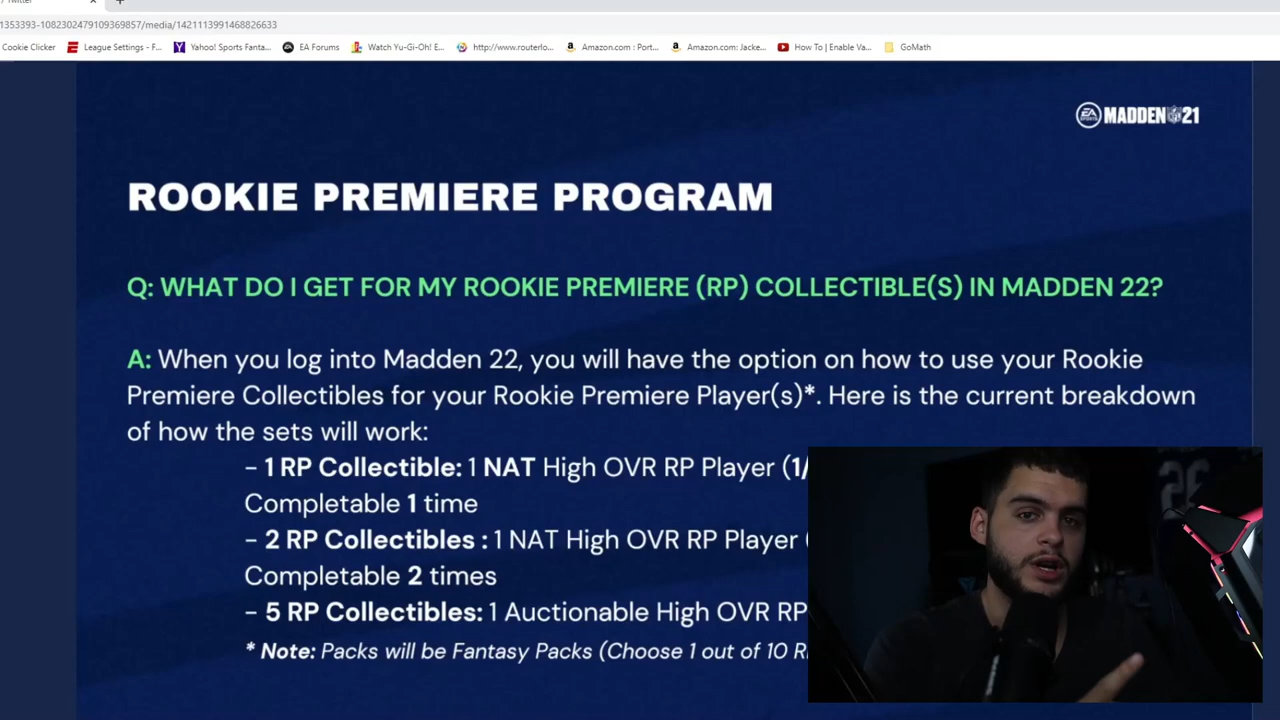 / Twitter
1353393-1082302479109369857/media/1421113991468826633
Cookie Clicker League Settings - F... Yahoo! Sports Fanta... EA Forums Watch Yu-Gi-Oh! E... http://www.routerlo... Amazon.com : Port... Amazon.com: Jacke... How To | Enable Va... GoMath
EA SPORTS MADDEN NFL 21
ROOKIE PREMIERE PROGRAM
Q: WHAT DO I GET FOR MY ROOKIE PREMIERE (RP) COLLECTIBLE(S) IN MADDEN 22?
A: When you log into Madden 22, you will have the option on how to use your Rookie
Premiere Collectibles for your Rookie Premiere Player(s)*. Here is the current breakdown
of how the sets will work:
- 1 RP Collectible: 1 NAT High OVR RP Player (1/
Completable 1 time
- 2 RP Collectibles : 1 NAT High OVR RP Player (
Completable 2 times
- 5 RP Collectibles: 1 Auctionable High OVR RP
* Note: Packs will be Fantasy Packs (Choose 1 out of 10 R
26